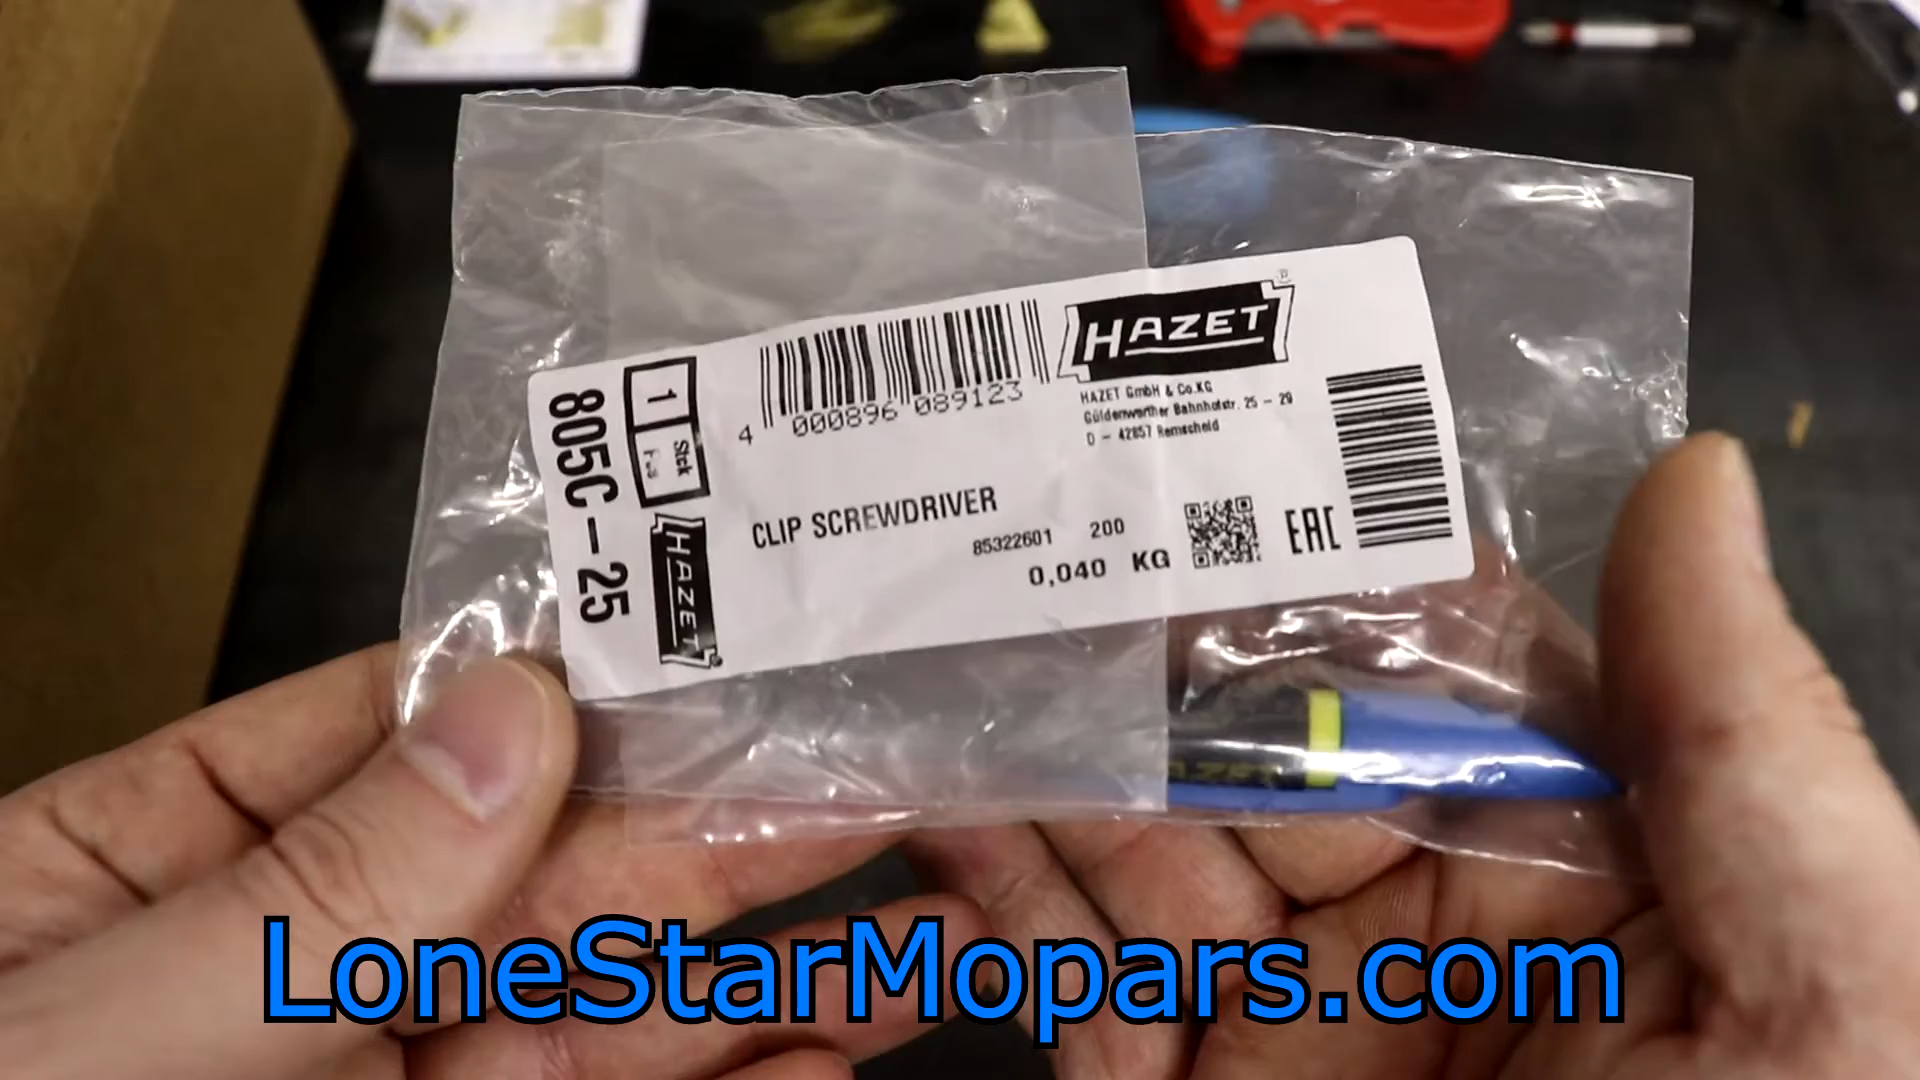 805C-25
1
Stck
HAZET
4 000896 089123
HAZET
HAZET GmbH & Co.KG
Güldenwerther Bahnhofstr. 25 - 29
D - 42857 Remscheid
CLIP SCREWDRIVER
85322601 200
0,040 KG
EAC
HAZET
LoneStarMopars.com